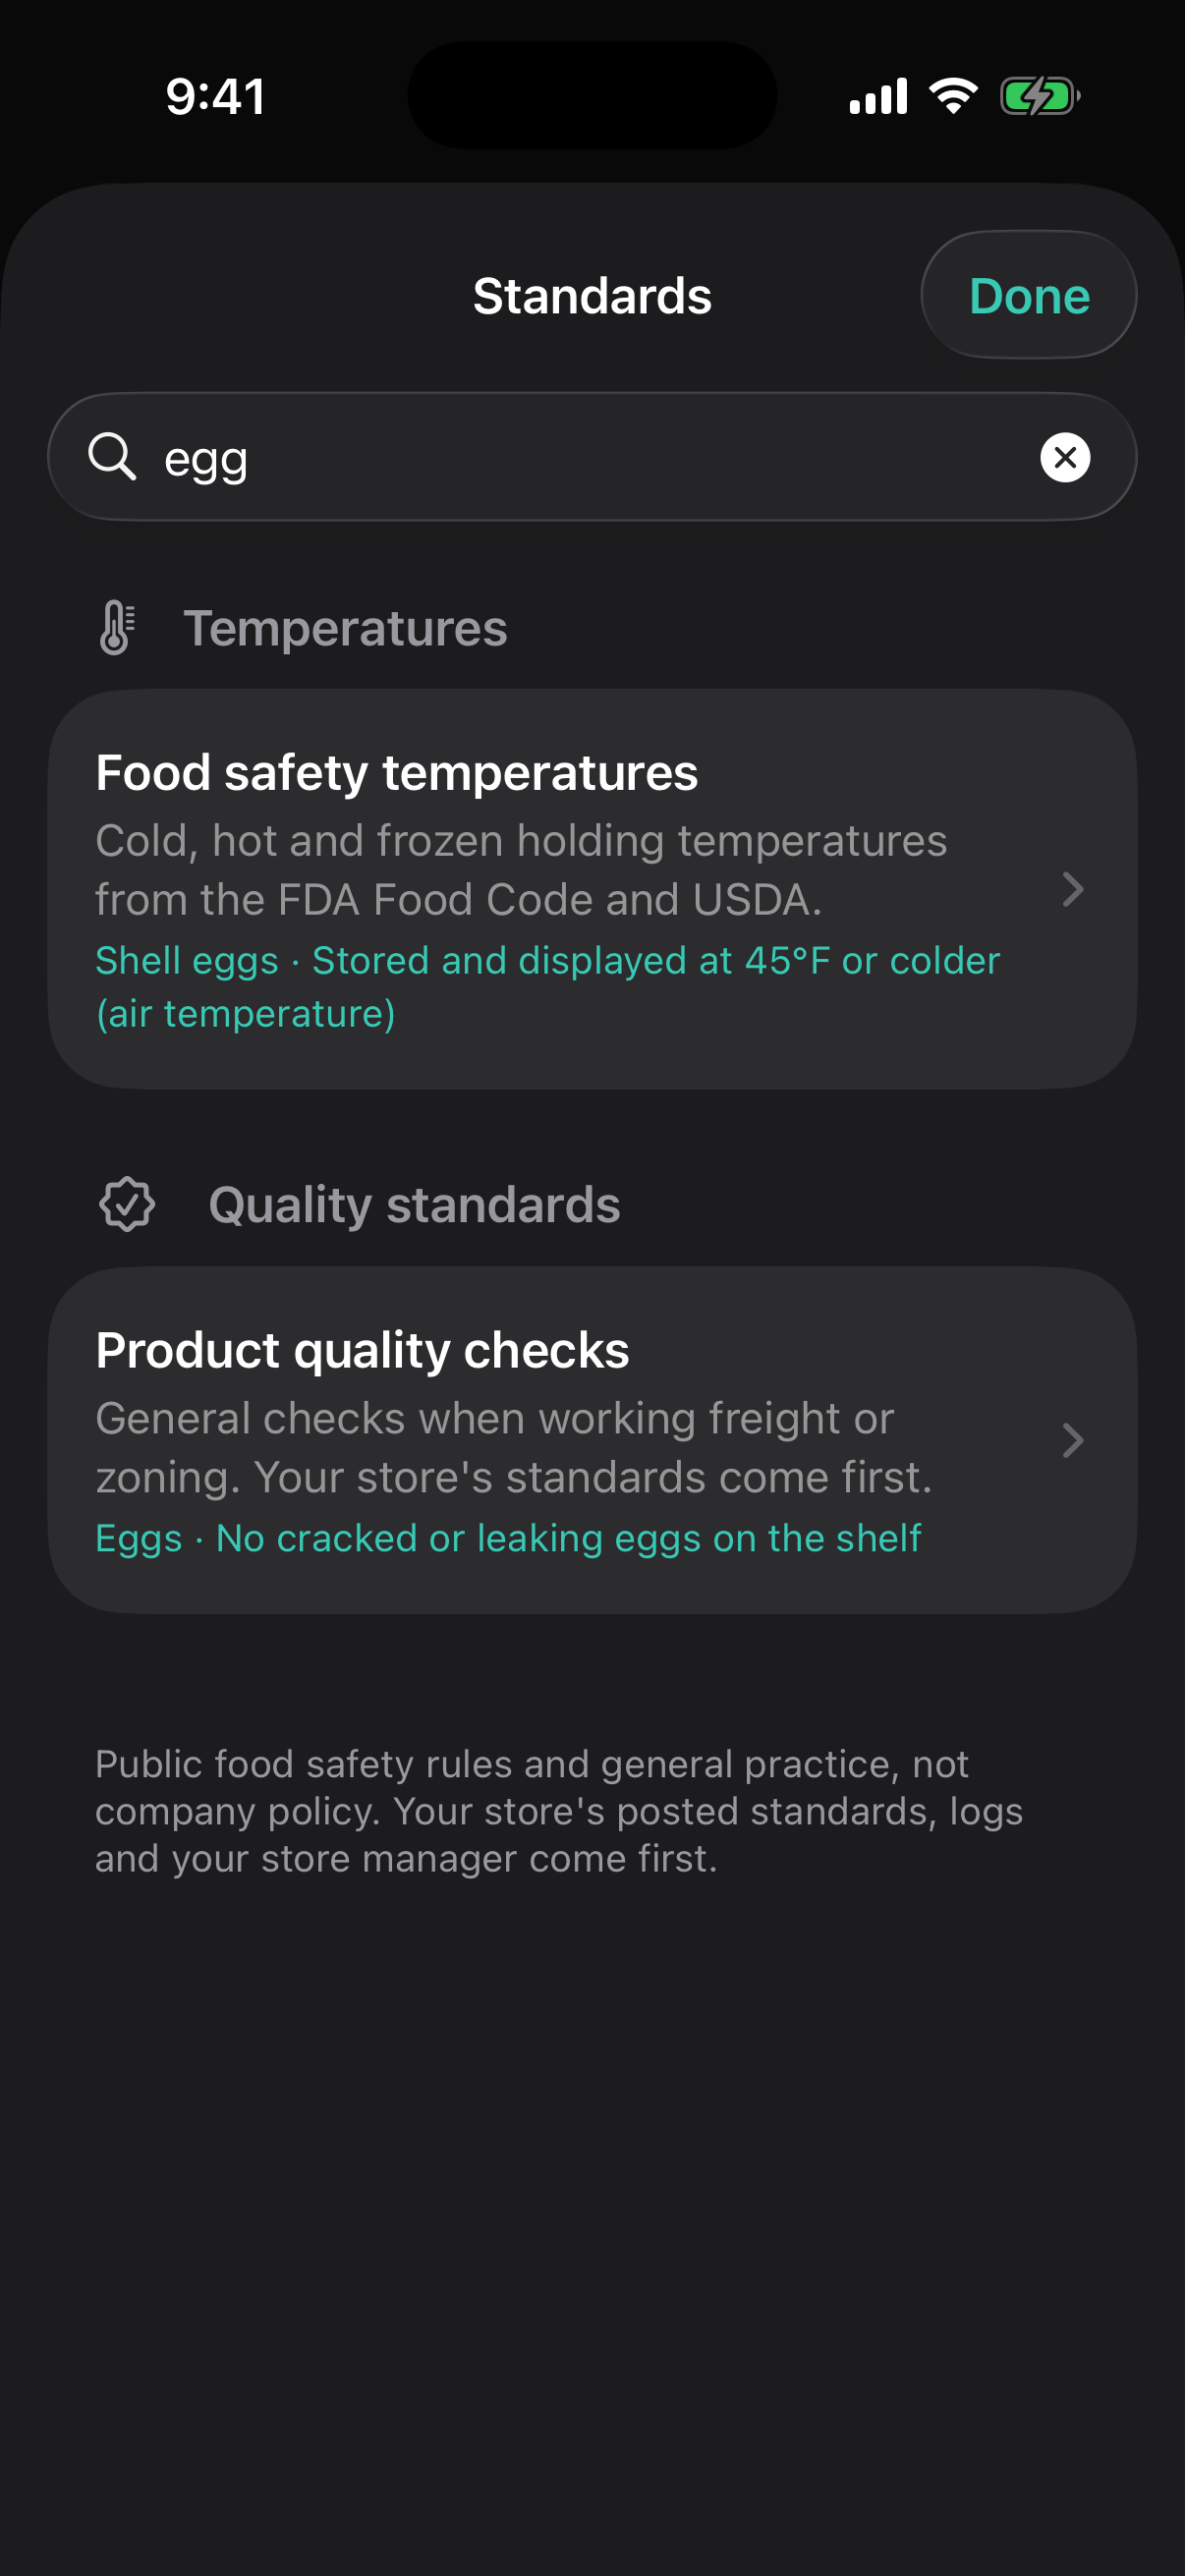 9:41
Standards
Done
egg
Temperatures
Food safety temperatures
Cold, hot and frozen holding temperatures
from the FDA Food Code and USDA.
Shell eggs · Stored and displayed at 45°F or colder
(air temperature)
Quality standards
Product quality checks
General checks when working freight or
zoning. Your store's standards come first.
Eggs · No cracked or leaking eggs on the shelf
Public food safety rules and general practice, not
company policy. Your store's posted standards, logs
and your store manager come first.